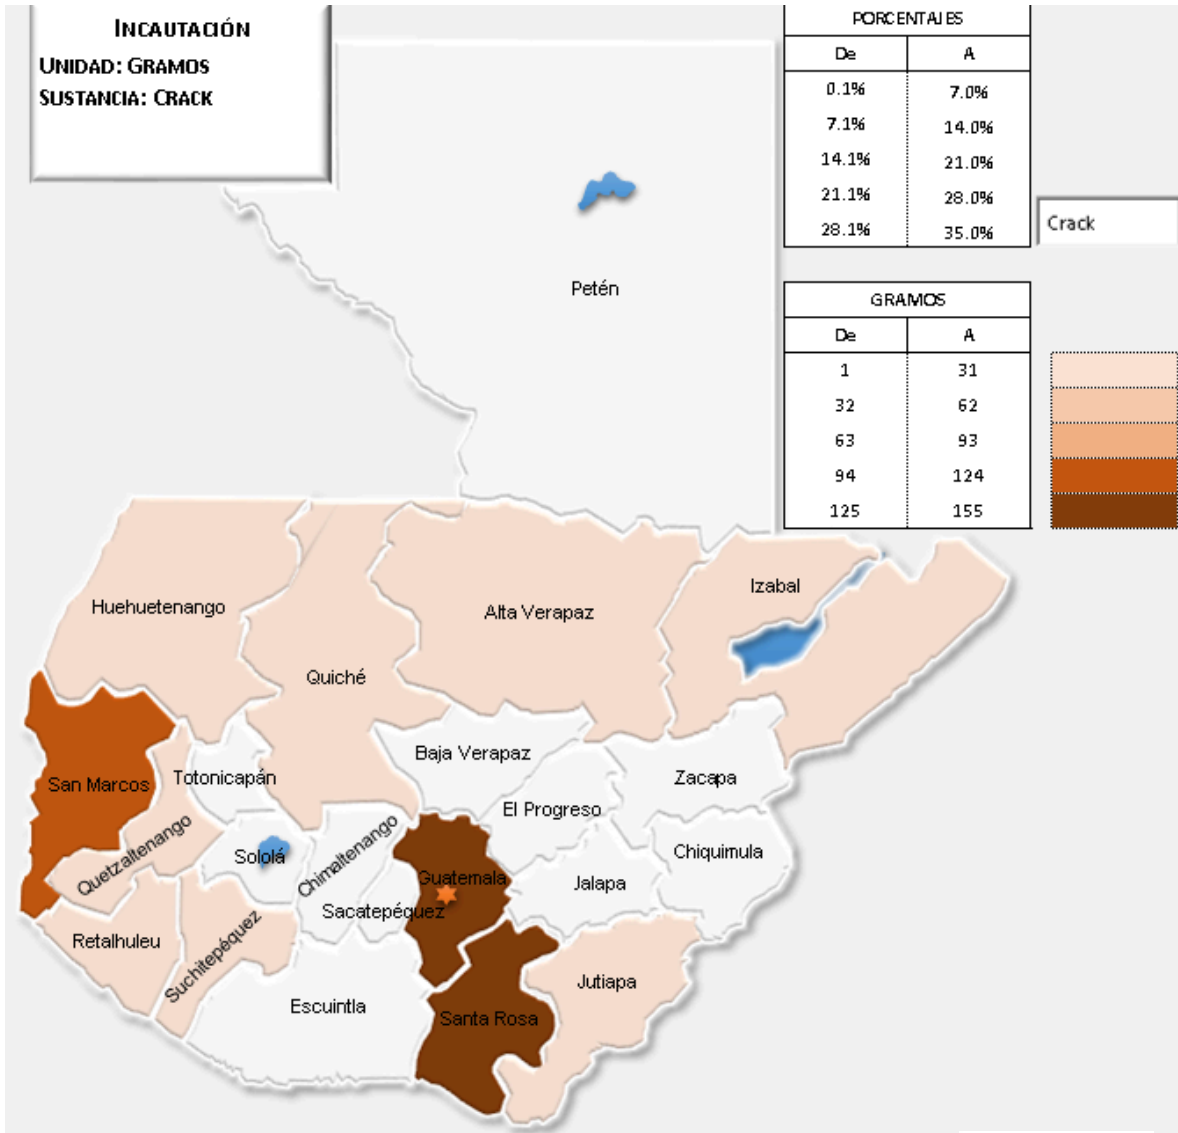 INCAUTACIÓN
UNIDAD: GRAMOS
SUSTANCIA: CRACK
PORCENTAJES
De A
0.1% 7.0%
7.1% 14.0%
14.1% 21.0%
21.1% 28.0%
28.1% 35.0%
Crack
GRAMOS
De A
1 31
32 62
63 93
94 124
125 155
Petén
Huehuetenango
Quiché
Alta Verapaz
Izabal
San Marcos
Totonicapán
Baja Verapaz
El Progreso
Zacapa
Quetzaltenango
Sololá
Chimaltenango
Guatemala
Jalapa
Chiquimula
Sacatepéquez
Retalhuleu
Suchitepéquez
Escuintla
Santa Rosa
Jutiapa